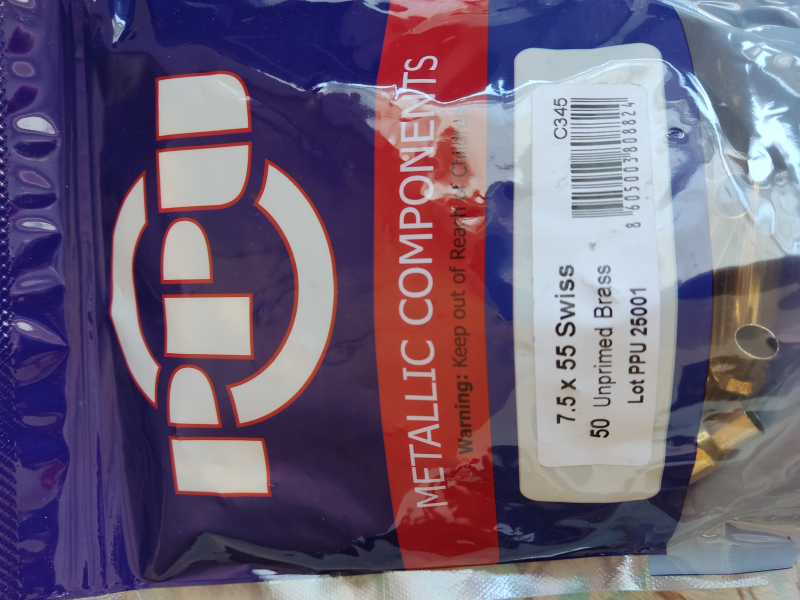 PPU
METALLIC COMPONENTS
Warning: Keep out of Reach of Children
C345
8 605003 808824
7.5 x 55 Swiss
50 Unprimed Brass
Lot PPU 25001